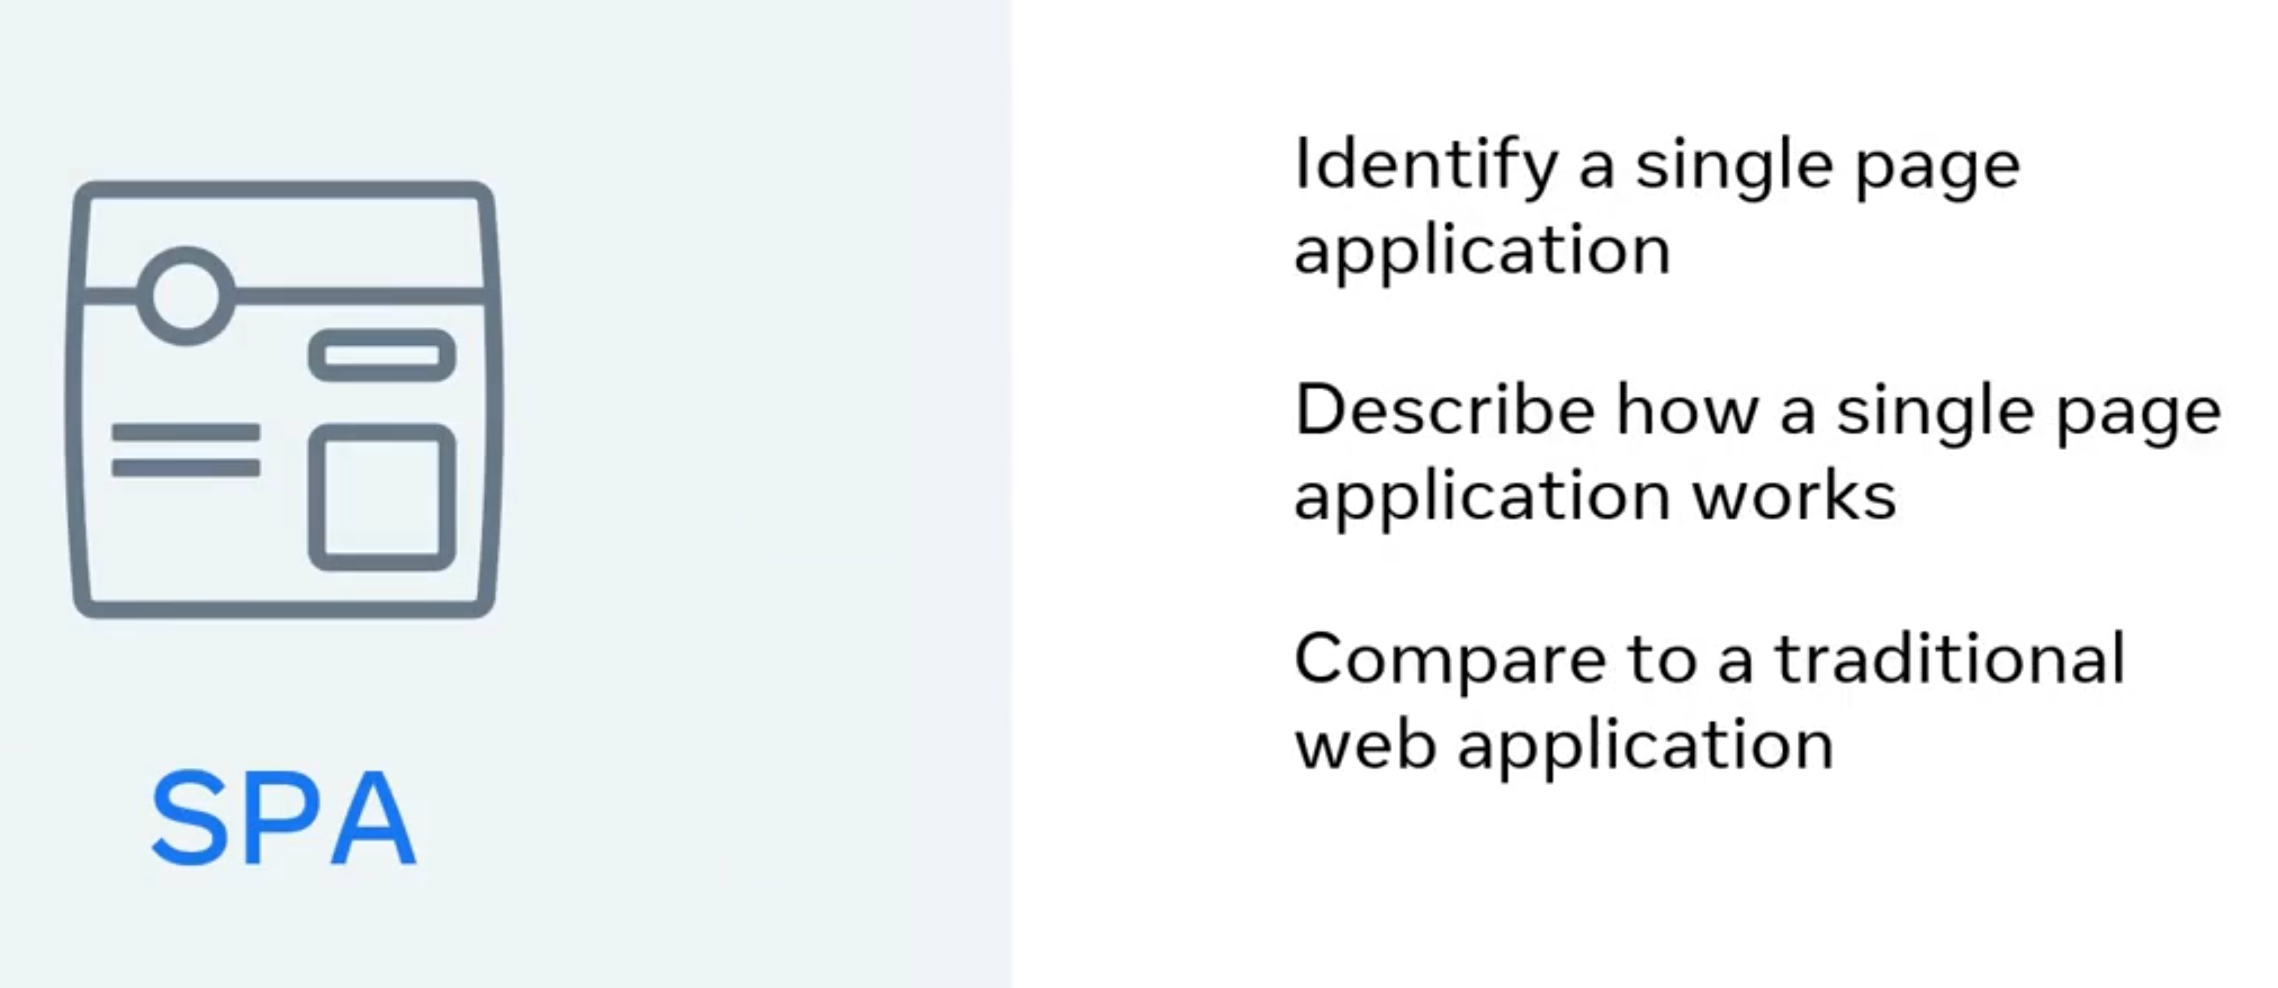 SPA
Identify a single page
application
Describe how a single page
application works
Compare to a traditional
web application